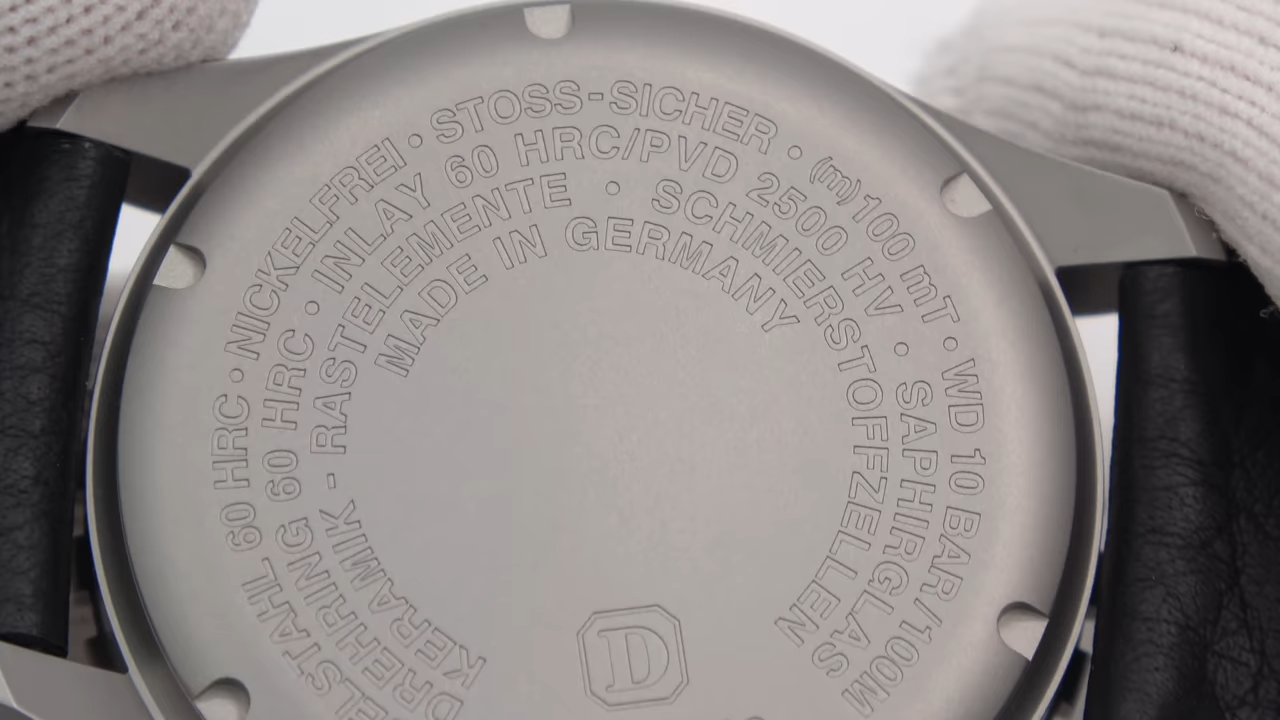 ELSTAHL 60 HRC · NICKELFREI · STOSS-SICHER · (m)100 mT · WD 10 BAR/100M
DREHRING 60 HRC · INLAY 60 HRC/PVD 2500 HV · SAPHIRGLAS
KERAMIK - RASTELEMENTE · SCHMIERSTOFFZELLEN
MADE IN GERMANY
D